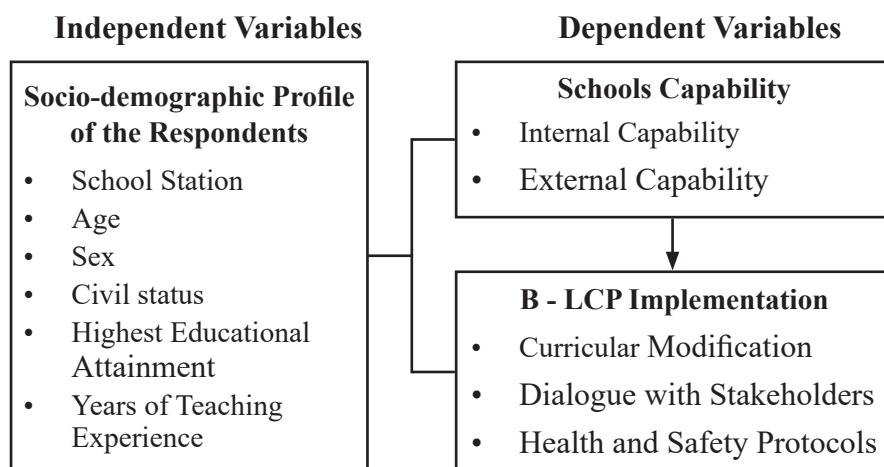 Independent Variables
Socio-demographic Profile
of the Respondents
• School Station
• Age
• Sex
• Civil status
• Highest Educational
Attainment
• Years of Teaching
Experience
Dependent Variables
Schools Capability
• Internal Capability
• External Capability
B - LCP Implementation
• Curricular Modification
• Dialogue with Stakeholders
• Health and Safety Protocols